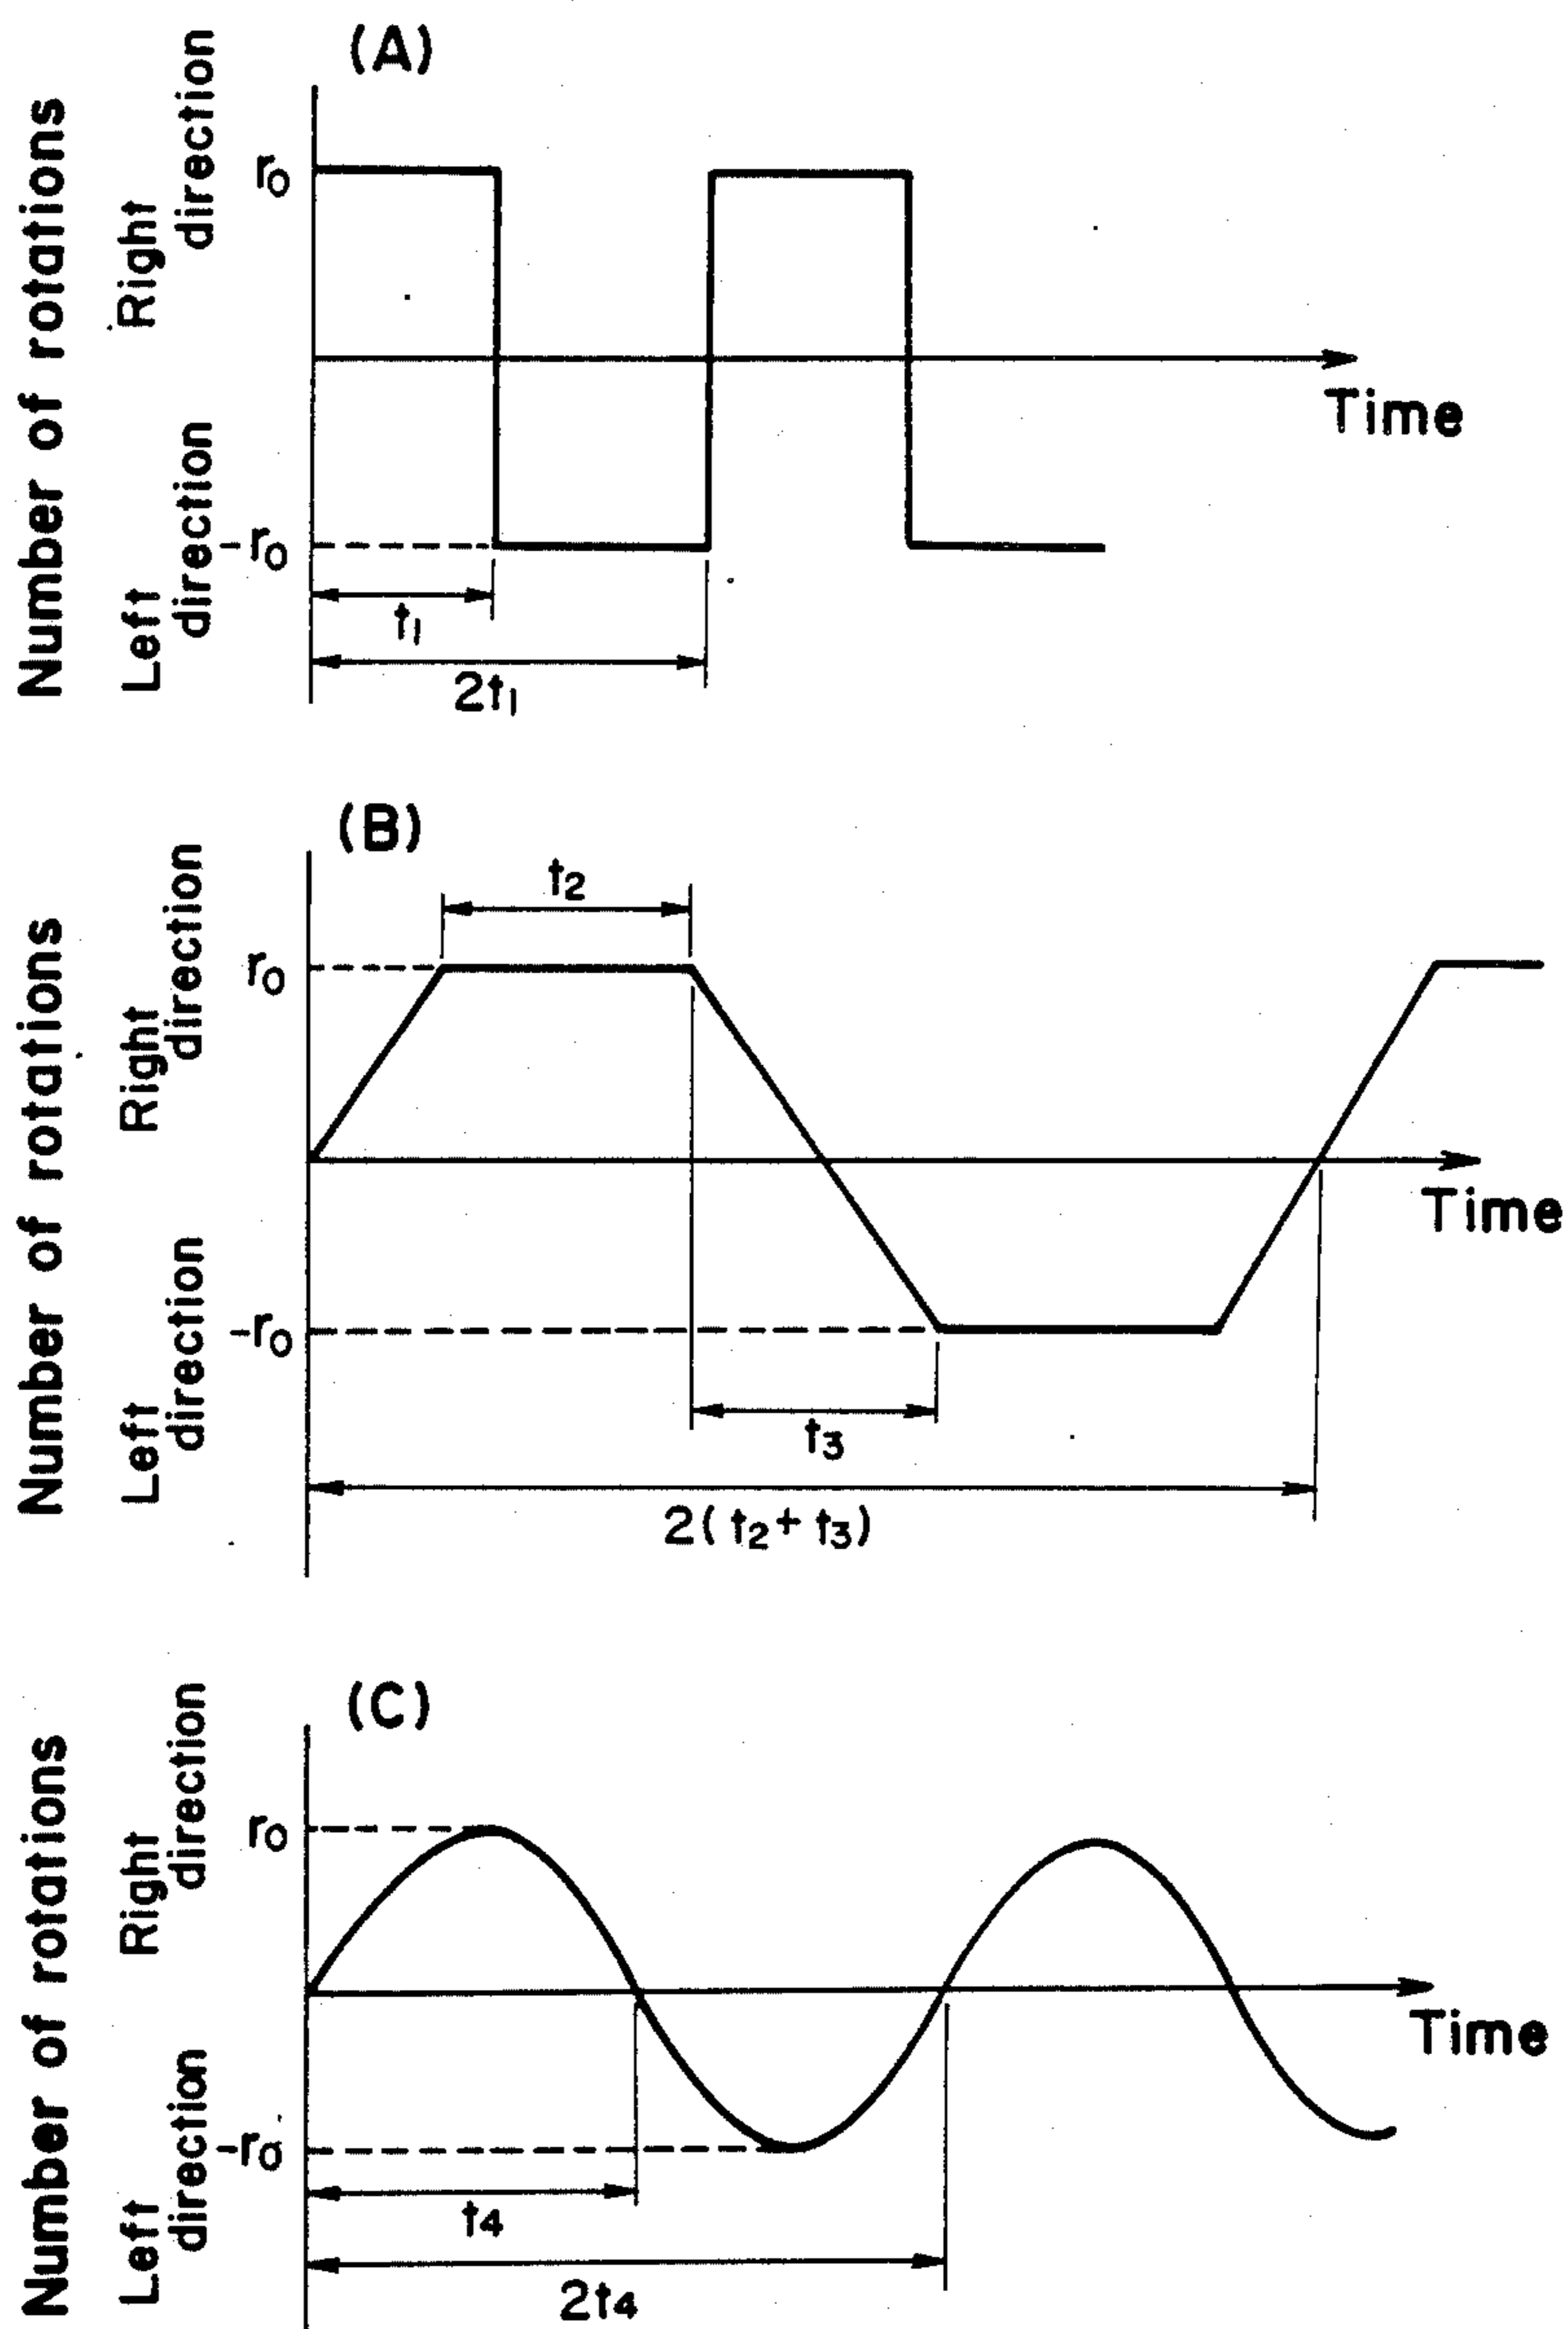 (A)
Number of rotations
Right direction
Left direction
r₀
-r₀
Time
t₁
2t₁
(B)
Number of rotations
Right direction
Left direction
t₂
r₀
-r₀
Time
t₃
2(t₂+t₃)
(C)
Number of rotations
Right direction
Left direction
r₀
-r₀
Time
t₄
2t₄